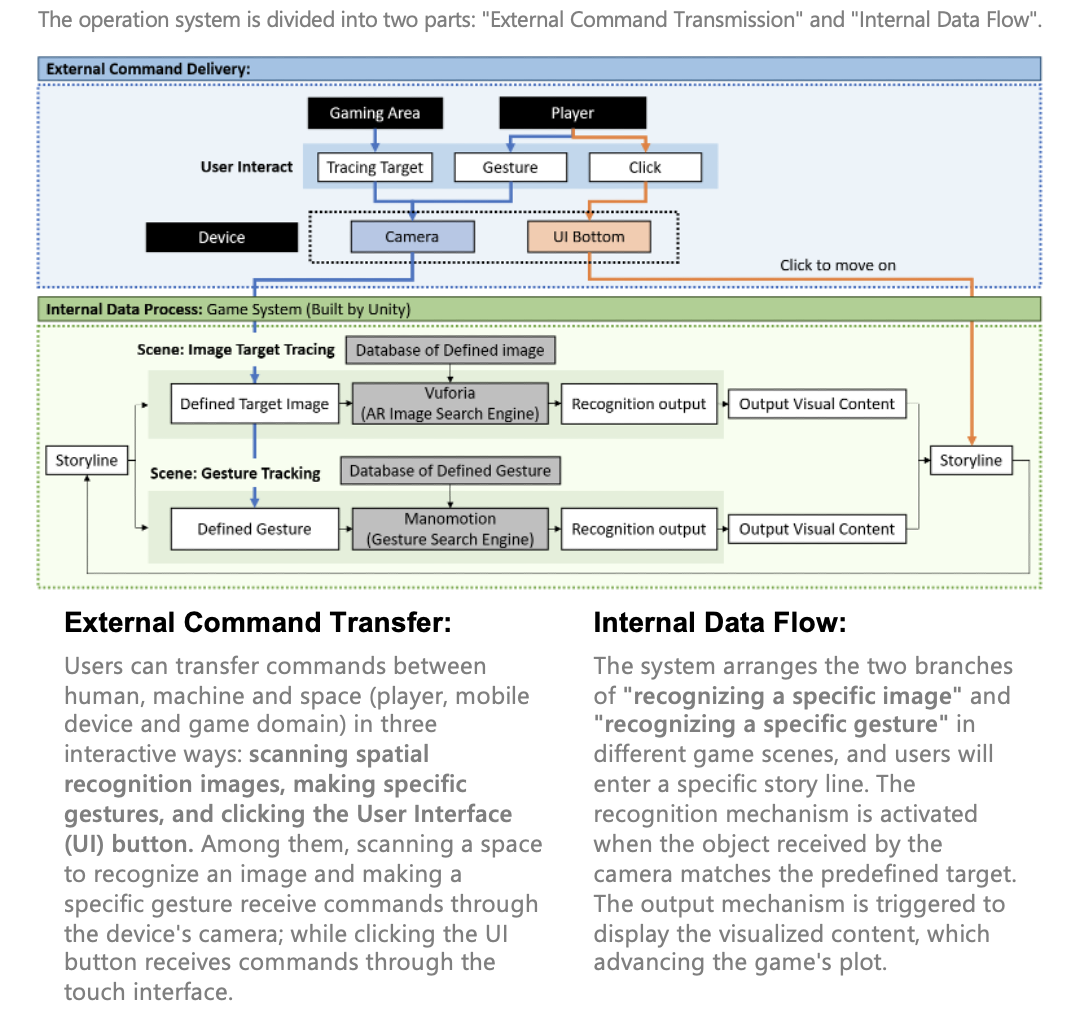 The operation system is divided into two parts: "External Command Transmission" and "Internal Data Flow".
External Command Delivery:
Gaming Area
Player
User Interact
Tracing Target
Gesture
Click
Device
Camera
UI Bottom
Click to move on
Internal Data Process: Game System (Built by Unity)
Scene: Image Target Tracing
Database of Defined image
Defined Target Image
Vuforia
(AR Image Search Engine)
Recognition output
Output Visual Content
Storyline
Storyline
Scene: Gesture Tracking
Database of Defined Gesture
Defined Gesture
Manomotion
(Gesture Search Engine)
Recognition output
Output Visual Content
External Command Transfer:
Users can transfer commands between
human, machine and space (player, mobile
device and game domain) in three
interactive ways: scanning spatial
recognition images, making specific
gestures, and clicking the User Interface
(UI) button. Among them, scanning a space
to recognize an image and making a
specific gesture receive commands through
the device's camera; while clicking the UI
button receives commands through the
touch interface.
Internal Data Flow:
The system arranges the two branches
of "recognizing a specific image" and
"recognizing a specific gesture" in
different game scenes, and users will
enter a specific story line. The
recognition mechanism is activated
when the object received by the
camera matches the predefined target.
The output mechanism is triggered to
display the visualized content, which
advancing the game's plot.